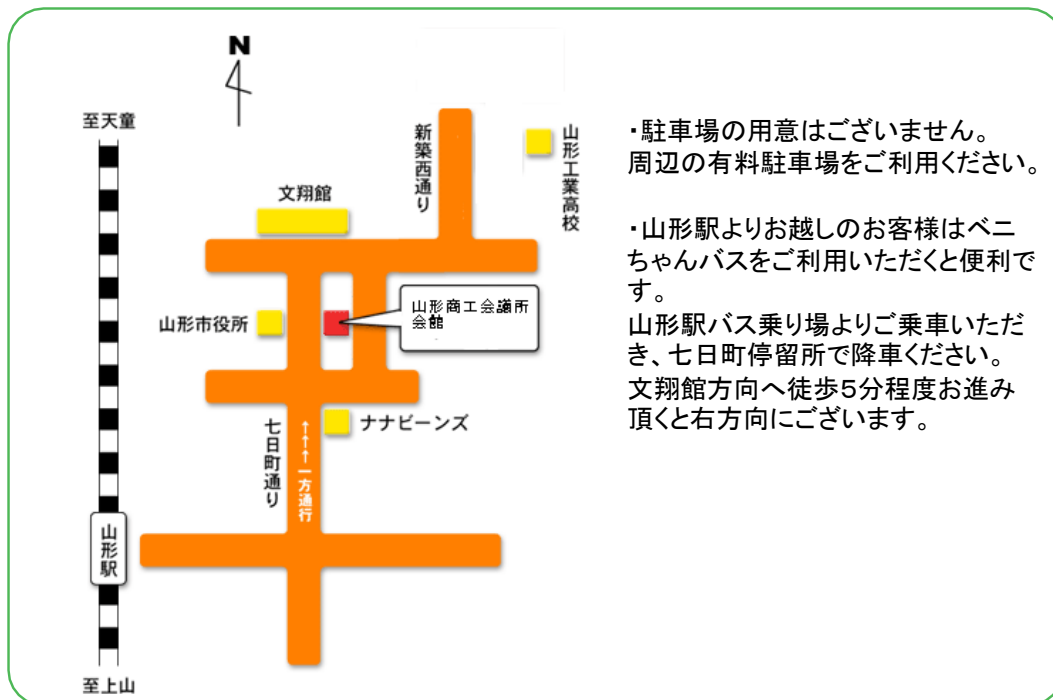 N
至天童
新築西通り
山形工業高校
文翔館
山形市役所
山形商工会議所
会館
ナナビーンズ
七日町通り
↑↑↑一方通行
山形駅
至上山
・駐車場の用意はございません。
周辺の有料駐車場をご利用ください。
・山形駅よりお越しのお客様はベニ
ちゃんバスをご利用いただくと便利で
す。
山形駅バス乗り場よりご乗車いただ
き、七日町停留所で降車ください。
文翔館方向へ徒歩5分程度お進み
頂くと右方向にございます。